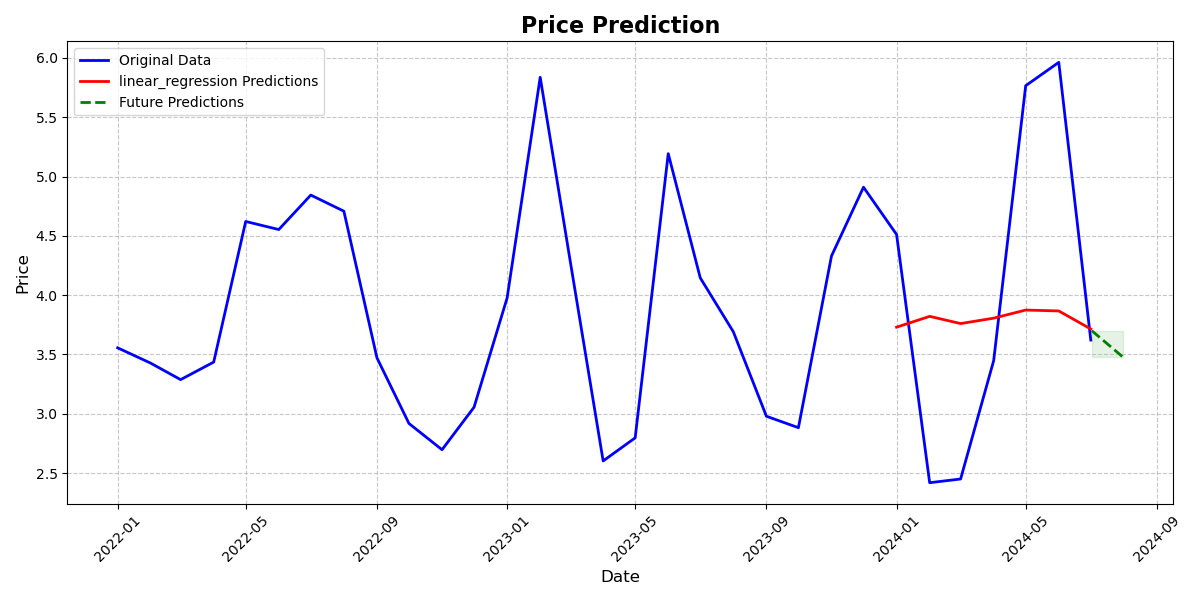 Price Prediction
Original Data
linear_regression Predictions
Future Predictions
Price
6.0
5.5
5.0
4.5
4.0
3.5
3.0
2.5
2022-01
2022-05
2022-09
2023-01
2023-05
2023-09
2024-01
2024-05
2024-09
Date